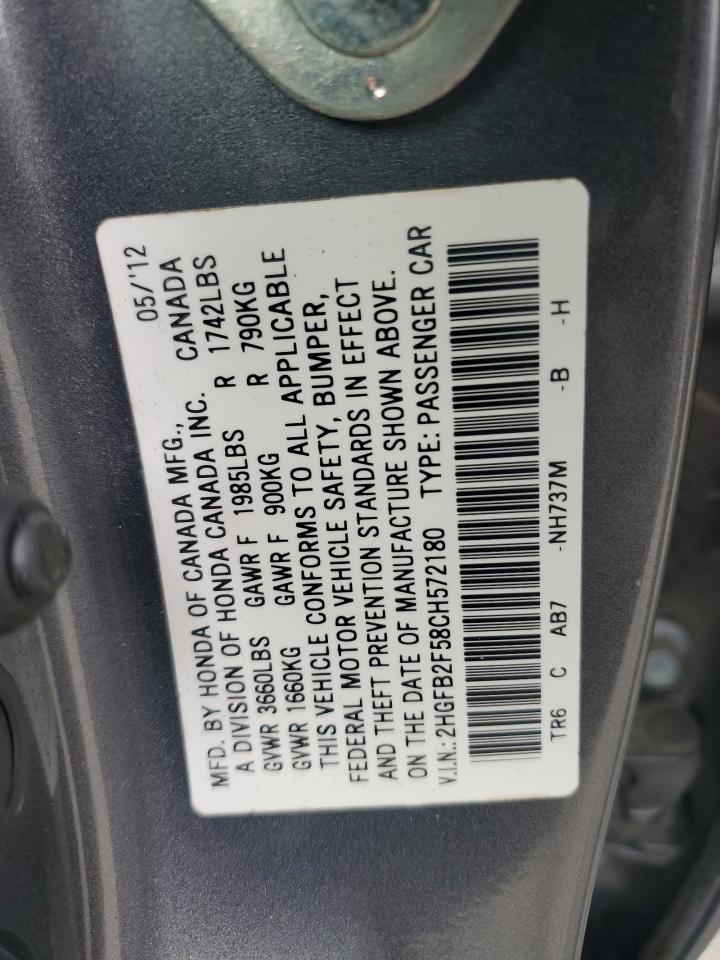 MFD. BY HONDA OF CANADA MFG., 05/'12
A DIVISION OF HONDA CANADA INC. CANADA
GVWR 3660LBS GAWR F 1985LBS R 1742LBS
GVWR 1660KG GAWR F 900KG R 790KG
THIS VEHICLE CONFORMS TO ALL APPLICABLE
FEDERAL MOTOR VEHICLE SAFETY, BUMPER,
AND THEFT PREVENTION STANDARDS IN EFFECT
ON THE DATE OF MANUFACTURE SHOWN ABOVE.
V.I.N.: 2HGFB2F58CH572180 TYPE: PASSENGER CAR
TR6 C AB7 -NH737M -B -H